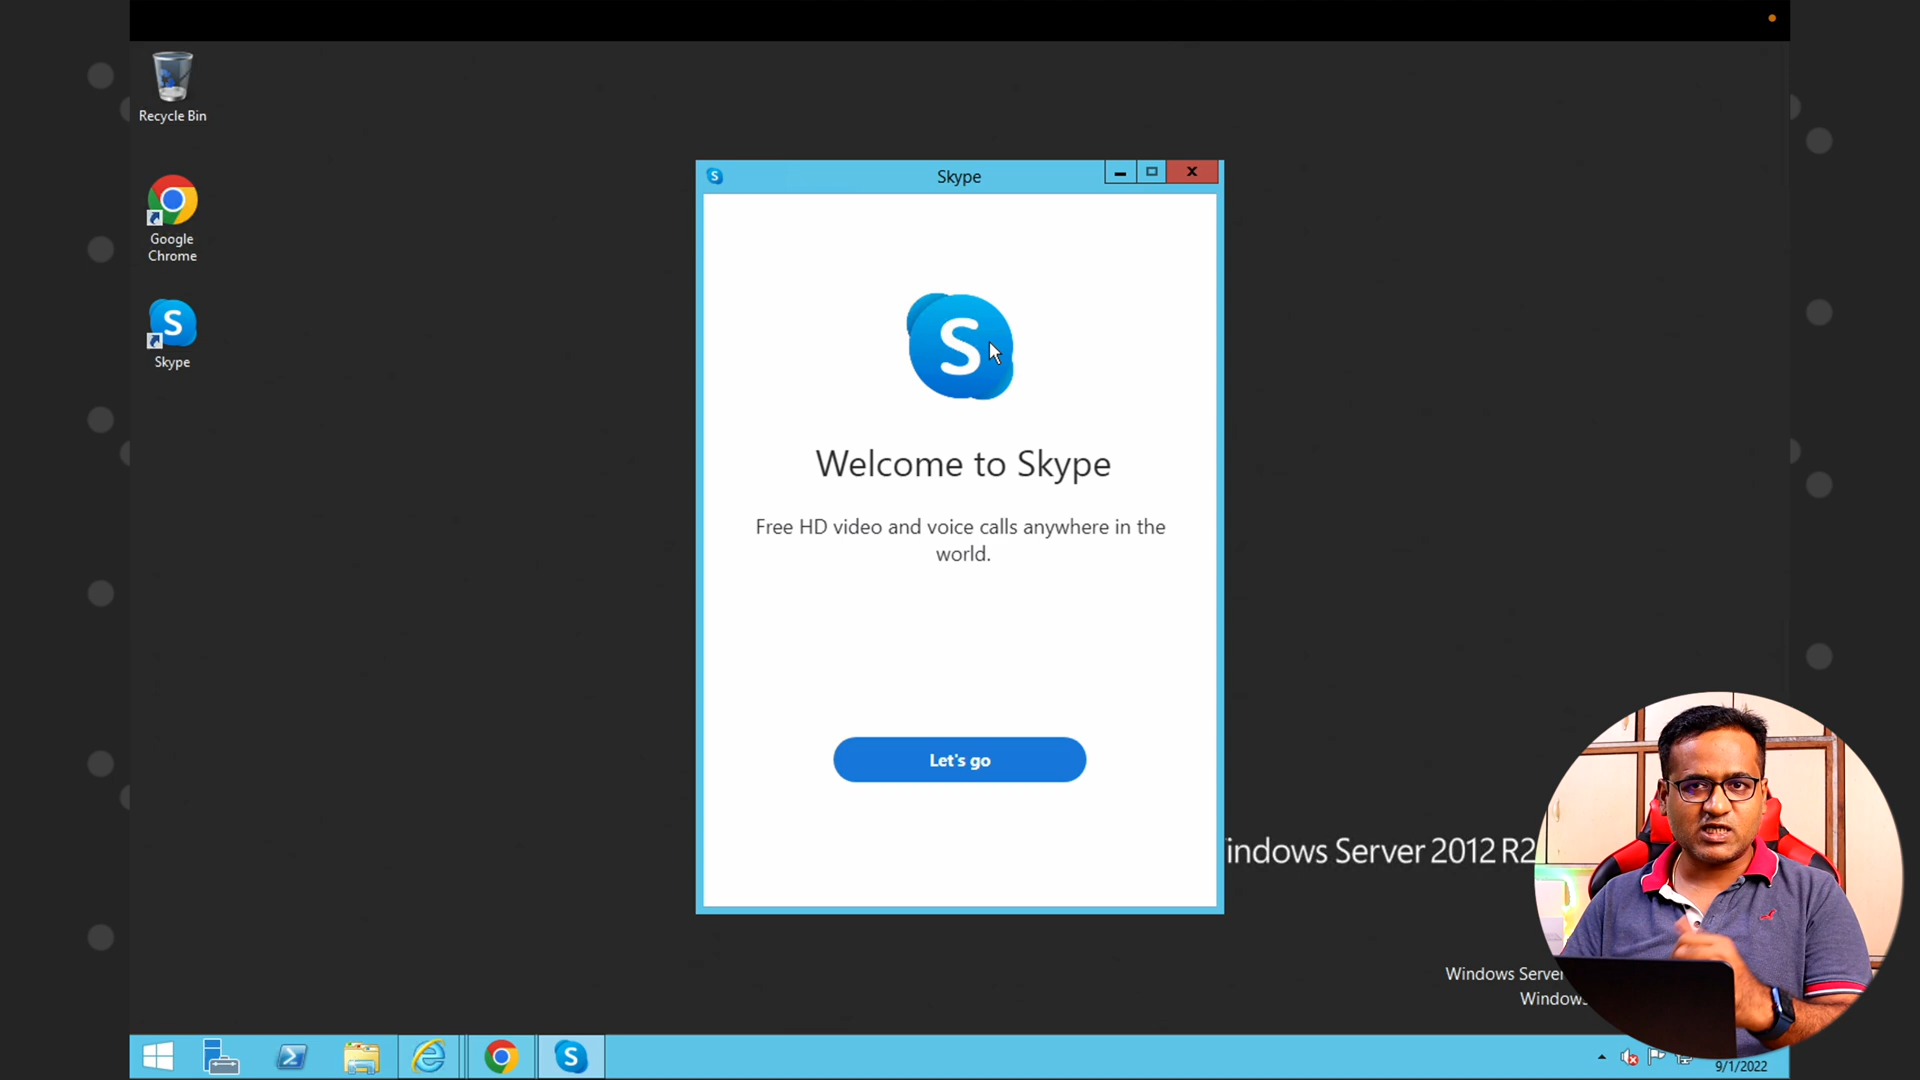 Recycle Bin
Google
Chrome
Skype
Skype
S
Welcome to Skype
Free HD video and voice calls anywhere in the
world.
Let's go
indows Server 2012 R2
Windows Server
Windows
9/1/2022